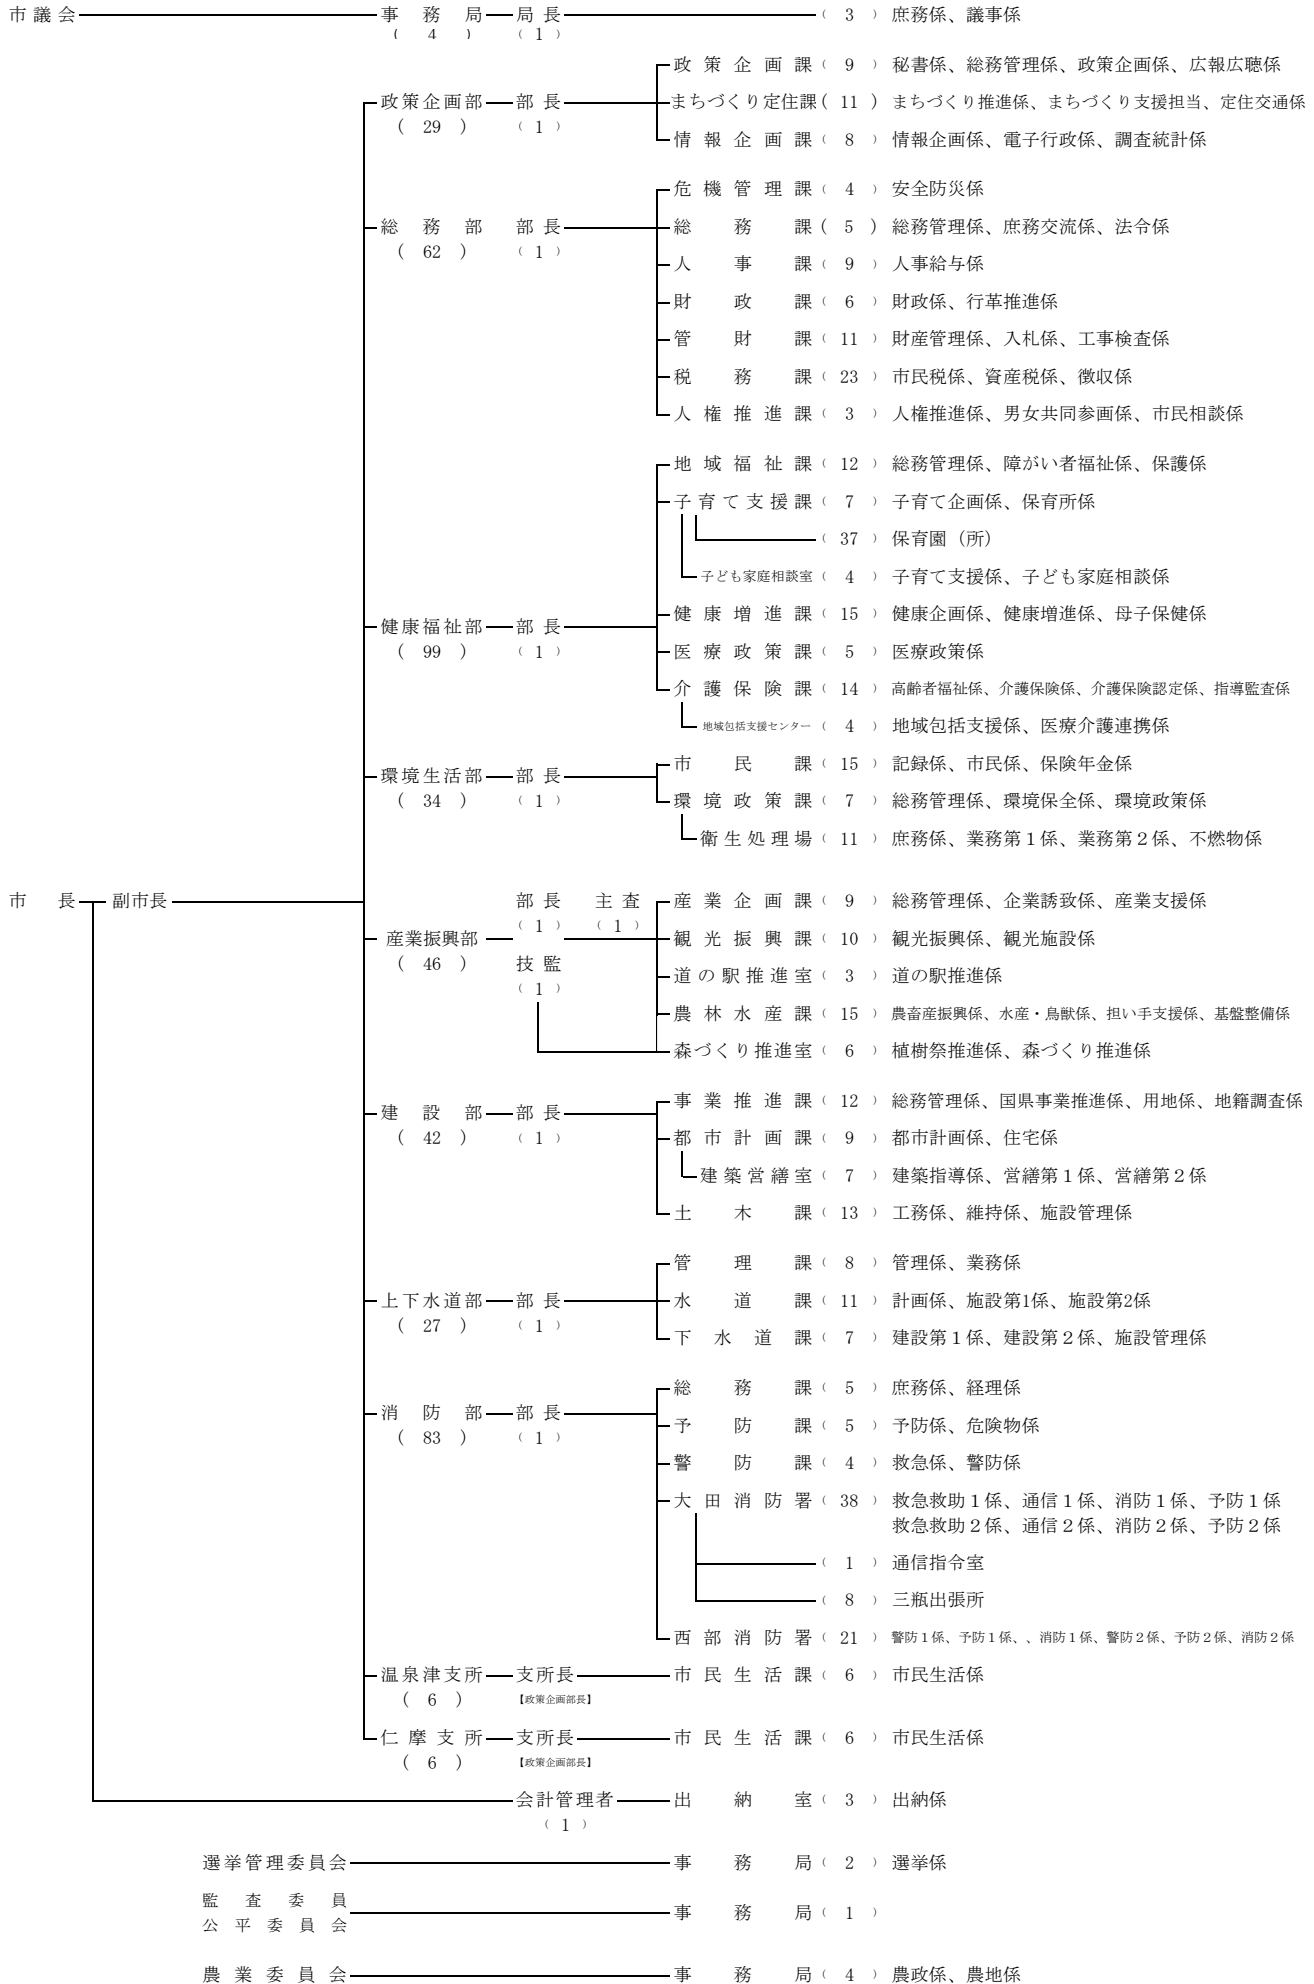 市議会 事務局 局長 ( 3 ) 庶務係、議事係
( 4 ) ( 1 )
政策企画課 ( 9 ) 秘書係、総務管理係、政策企画係、広報広聴係
政策企画部 部長 まちづくり定住課 ( 11 ) まちづくり推進係、まちづくり支援担当、定住交通係
( 29 ) ( 1 )
情報企画課 ( 8 ) 情報企画係、電子行政係、調査統計係
危機管理課 ( 4 ) 安全防災係
総務部 部長 総務課 ( 5 ) 総務管理係、庶務交流係、法令係
( 62 ) ( 1 )
人事課 ( 9 ) 人事給与係
財政課 ( 6 ) 財政係、行革推進係
管財課 ( 11 ) 財産管理係、入札係、工事検査係
税務課 ( 23 ) 市民税係、資産税係、徴収係
人権推進課 ( 3 ) 人権推進係、男女共同参画係、市民相談係
地域福祉課 ( 12 ) 総務管理係、障がい者福祉係、保護係
子育て支援課 ( 7 ) 子育て企画係、保育所係
( 37 ) 保育園（所）
子ども家庭相談室 ( 4 ) 子育て支援係、子ども家庭相談係
健康福祉部 部長 健康増進課 ( 15 ) 健康企画係、健康増進係、母子保健係
( 99 ) ( 1 )
医療政策課 ( 5 ) 医療政策係
介護保険課 ( 14 ) 高齢者福祉係、介護保険係、介護保険認定係、指導監査係
地域包括支援センター ( 4 ) 地域包括支援係、医療介護連携係
市民課 ( 15 ) 記録係、市民係、保険年金係
環境生活部 部長
( 34 ) ( 1 )
環境政策課 ( 7 ) 総務管理係、環境保全係、環境政策係
衛生処理場 ( 11 ) 庶務係、業務第１係、業務第２係、不燃物係
市長 副市長 部長 主査 産業企画課 ( 9 ) 総務管理係、企業誘致係、産業支援係
( 1 ) ( 1 )
産業振興部 観光振興課 ( 10 ) 観光振興係、観光施設係
( 46 ) 技監 道の駅推進室 ( 3 ) 道の駅推進係
( 1 )
農林水産課 ( 15 ) 農畜産振興係、水産・鳥獣係、担い手支援係、基盤整備係
森づくり推進室 ( 6 ) 植樹祭推進係、森づくり推進係
事業推進課 ( 12 ) 総務管理係、国県事業推進係、用地係、地籍調査係
建設部 部長
( 42 ) ( 1 )
都市計画課 ( 9 ) 都市計画係、住宅係
建築営繕室 ( 7 ) 建築指導係、営繕第１係、営繕第２係
土木課 ( 13 ) 工務係、維持係、施設管理係
管理課 ( 8 ) 管理係、業務係
上下水道部 部長 水道課 ( 11 ) 計画係、施設第1係、施設第2係
( 27 ) ( 1 )
下水道課 ( 7 ) 建設第１係、建設第２係、施設管理係
総務課 ( 5 ) 庶務係、経理係
消防部 部長
( 83 ) ( 1 )
予防課 ( 5 ) 予防係、危険物係
警防課 ( 4 ) 救急係、警防係
大田消防署 ( 38 ) 救急救助１係、通信１係、消防１係、予防１係
救急救助２係、通信２係、消防２係、予防２係
( 1 ) 通信指令室
( 8 ) 三瓶出張所
西部消防署 ( 21 ) 警防１係、予防１係、、消防１係、警防２係、予防２係、消防２係
温泉津支所 支所長 市民生活課 ( 6 ) 市民生活係
( 6 ) 【政策企画部長】
仁摩支所 支所長 市民生活課 ( 6 ) 市民生活係
( 6 ) 【政策企画部長】
会計管理者 出納室 ( 3 ) 出納係
( 1 )
選挙管理委員会 事務局 ( 2 ) 選挙係
監査委員
公平委員会 事務局 ( 1 )
農業委員会 事務局 ( 4 ) 農政係、農地係